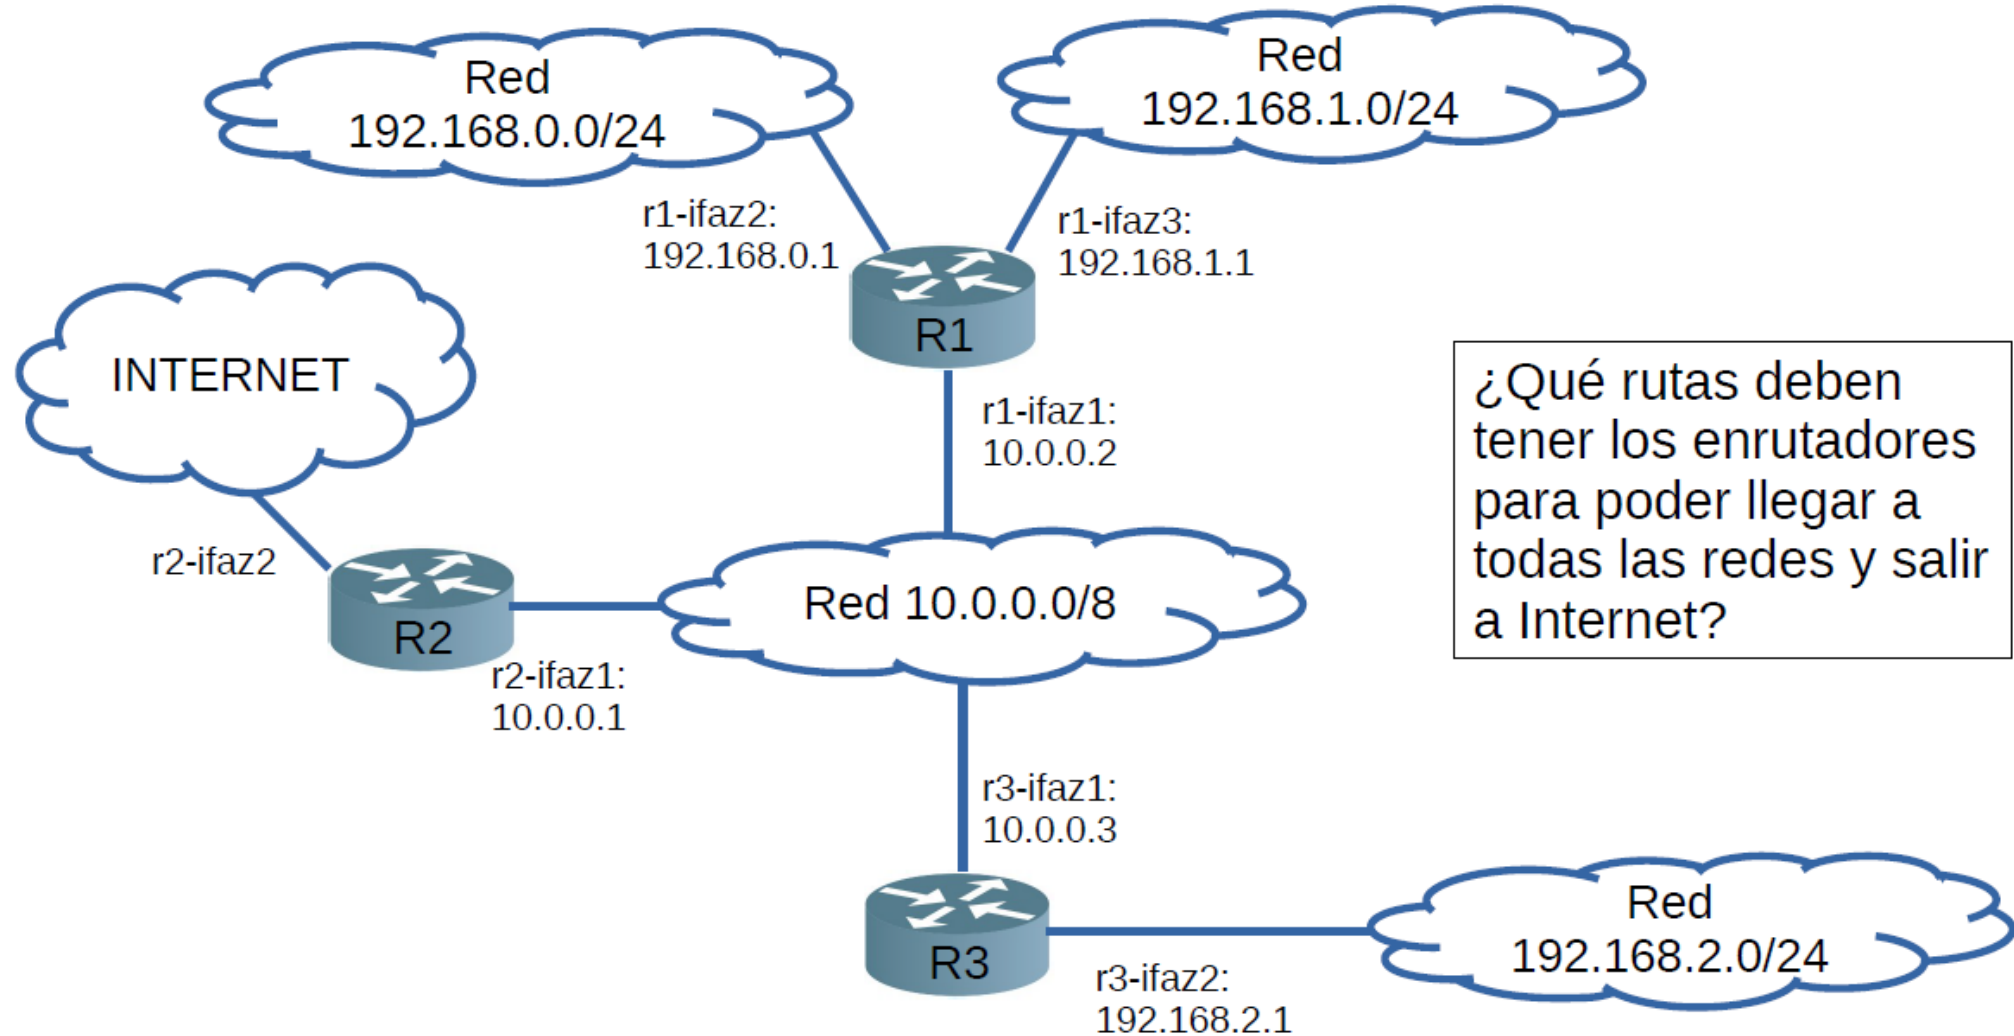 Red
192.168.0.0/24
Red
192.168.1.0/24
r1-ifaz2:
192.168.0.1
r1-ifaz3:
192.168.1.1
R1
INTERNET
r1-ifaz1:
10.0.0.2
¿Qué rutas deben
tener los enrutadores
para poder llegar a
todas las redes y salir
a Internet?
r2-ifaz2
R2
Red 10.0.0.0/8
r2-ifaz1:
10.0.0.1
r3-ifaz1:
10.0.0.3
R3
Red
192.168.2.0/24
r3-ifaz2:
192.168.2.1